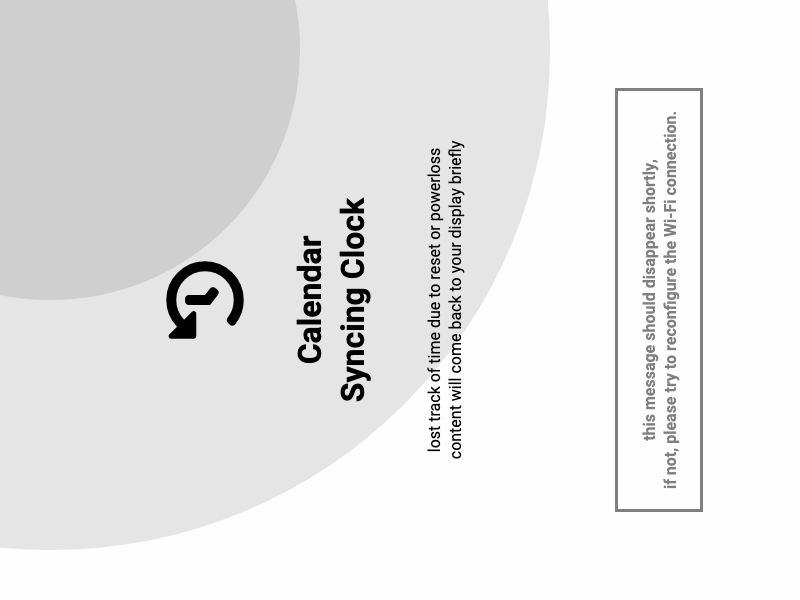 Calendar
Syncing Clock
lost track of time due to reset or powerloss
content will come back to your display briefly
this message should disappear shortly,
if not, please try to reconfigure the Wi-Fi connection.